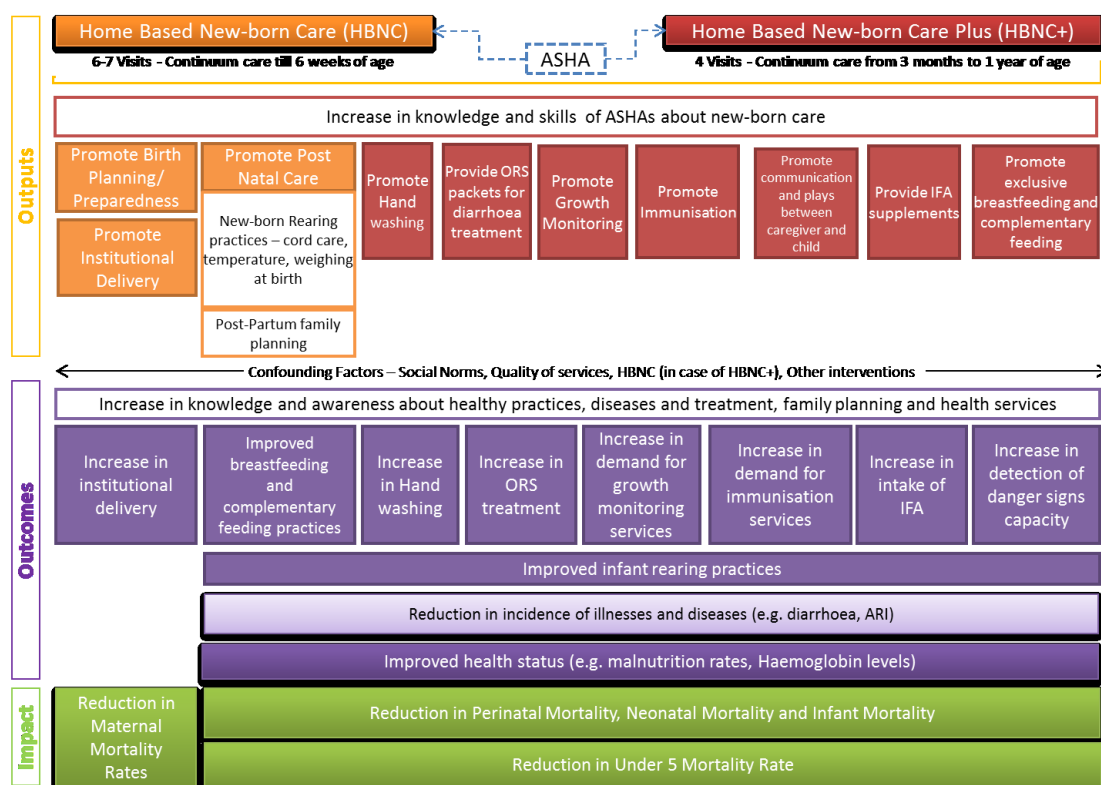 Home Based New-born Care (HBNC)
Home Based New-born Care Plus (HBNC+)
ASHA
6-7 Visits - Continuum care till 6 weeks of age
4 Visits - Continuum care from 3 months to 1 year of age
Outputs
Increase in knowledge and skills of ASHAs about new-born care
Promote Birth
Planning/
Preparedness
Promote Institutional
Delivery
Promote Post
Natal Care
New-born Rearing
practices – cord care,
temperature, weighing
at birth
Post-Partum family
planning
Promote
Hand
washing
Provide ORS
packets for
diarrhoea
treatment
Promote
Growth
Monitoring
Promote
Immunisation
Promote
communication
and plays
between
caregiver and
child
Provide IFA
supplements
Promote
exclusive
breastfeeding and
complementary
feeding
Confounding Factors – Social Norms, Quality of services, HBNC (in case of HBNC+), Other interventions
Outcomes
Increase in knowledge and awareness about healthy practices, diseases and treatment, family planning and health services
Increase in
institutional
delivery
Improved
breastfeeding
and
complementary
feeding practices
Increase
in Hand
washing
Increase in
ORS
treatment
Increase in
demand for
growth
monitoring
services
Increase in
demand for
immunisation
services
Increase in
intake of
IFA
Increase in
detection of
danger signs
capacity
Improved infant rearing practices
Reduction in incidence of illnesses and diseases (e.g. diarrhoea, ARI)
Improved health status (e.g. malnutrition rates, Haemoglobin levels)
Impact
Reduction in
Maternal
Mortality
Rates
Reduction in Perinatal Mortality, Neonatal Mortality and Infant Mortality
Reduction in Under 5 Mortality Rate